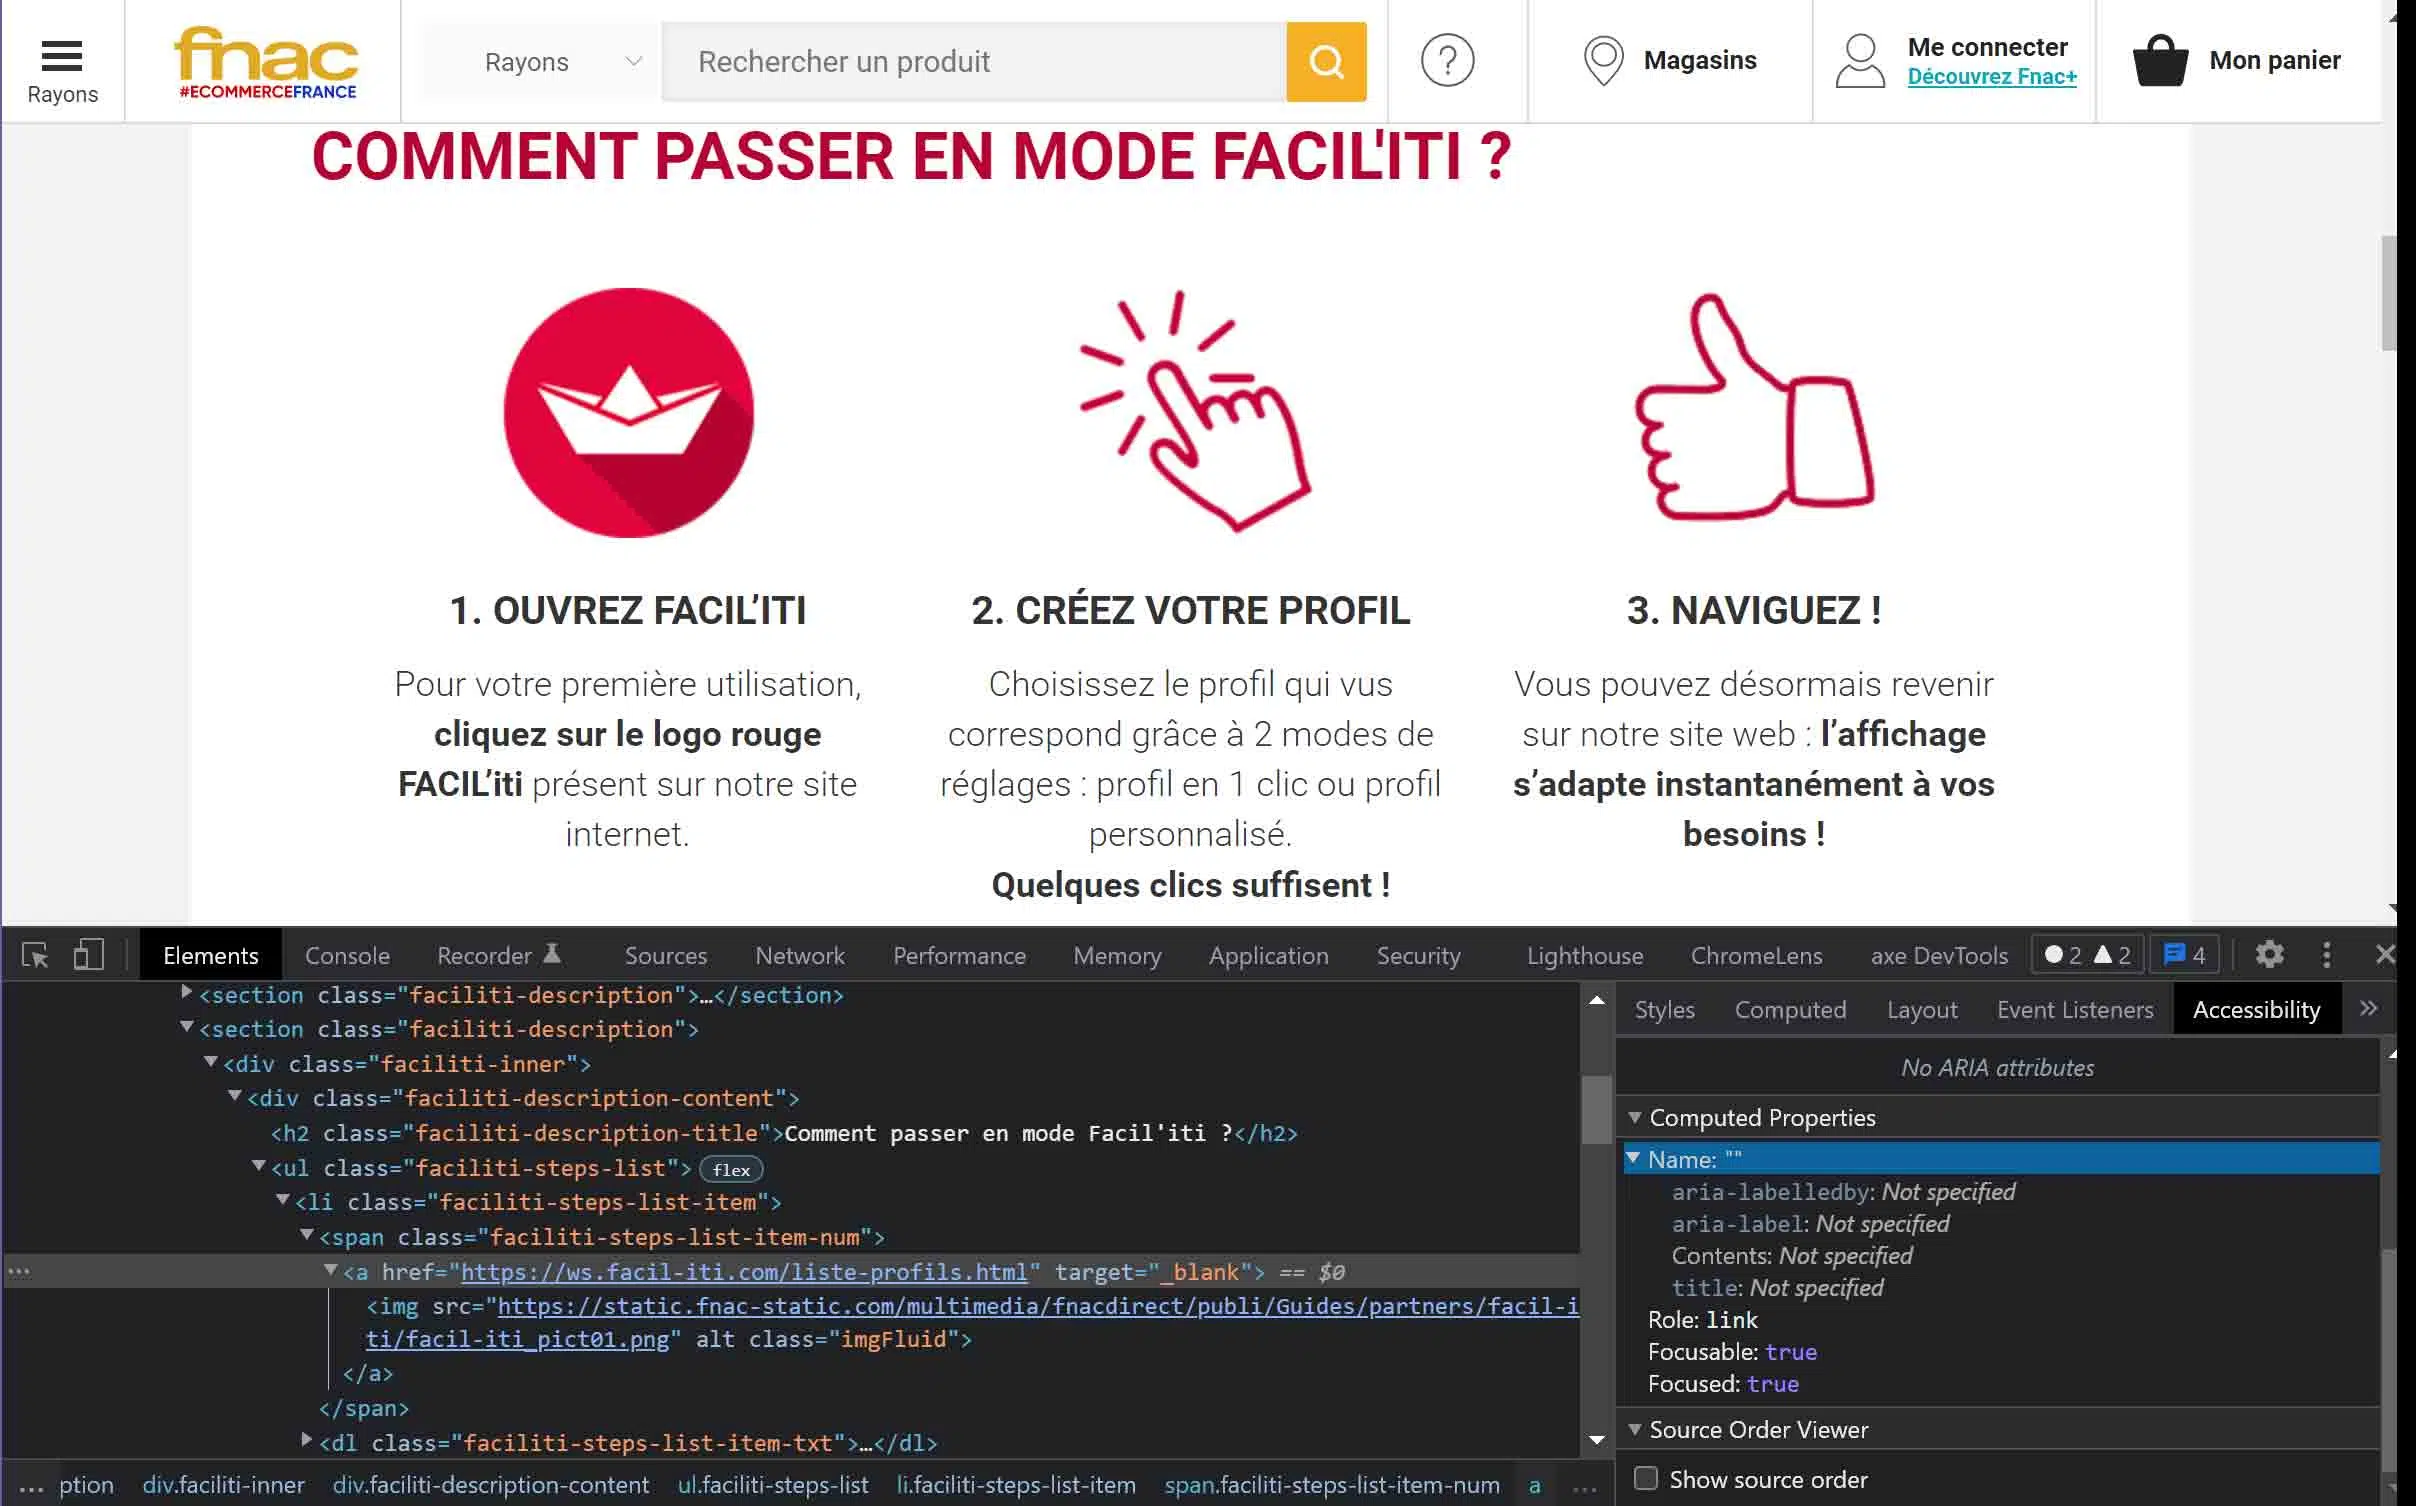 Rayons
fnac
#ECOMMERCEFRANCE
Rayons
Rechercher un produit
?
Magasins
Me connecter
Découvrez Fnac+
Mon panier
COMMENT PASSER EN MODE FACIL'ITI ?
1. OUVREZ FACIL’ITI
Pour votre première utilisation,
cliquez sur le logo rouge
FACIL’iti présent sur notre site
internet.
2. CRÉEZ VOTRE PROFIL
Choisissez le profil qui vus
correspond grâce à 2 modes de
réglages : profil en 1 clic ou profil
personnalisé.
Quelques clics suffisent !
3. NAVIGUEZ !
Vous pouvez désormais revenir
sur notre site web : l’affichage
s’adapte instantanément à vos
besoins !
Elements Console Recorder Sources Network Performance Memory Application Security Lighthouse ChromeLens axe DevTools 2 2 4
<section class="faciliti-description">…</section>
<section class="faciliti-description">
<div class="faciliti-inner">
<div class="faciliti-description-content">
<h2 class="faciliti-description-title">Comment passer en mode Facil'iti ?</h2>
<ul class="faciliti-steps-list"> flex
<li class="faciliti-steps-list-item">
<span class="faciliti-steps-list-item-num">
… <a href="https://ws.facil-iti.com/liste-profils.html" target="_blank"> == $0
<img src="https://static.fnac-static.com/multimedia/fnacdirect/publi/Guides/partners/facil-i
ti/facil-iti_pict01.png" alt class="imgFluid">
</a>
</span>
<dl class="faciliti-steps-list-item-txt">…</dl>
… ption div.faciliti-inner div.faciliti-description-content ul.faciliti-steps-list li.faciliti-steps-list-item span.faciliti-steps-list-item-num a …
Styles Computed Layout Event Listeners Accessibility »
No ARIA attributes
Computed Properties
Name: ""
aria-labelledby: Not specified
aria-label: Not specified
Contents: Not specified
title: Not specified
Role: link
Focusable: true
Focused: true
Source Order Viewer
Show source order